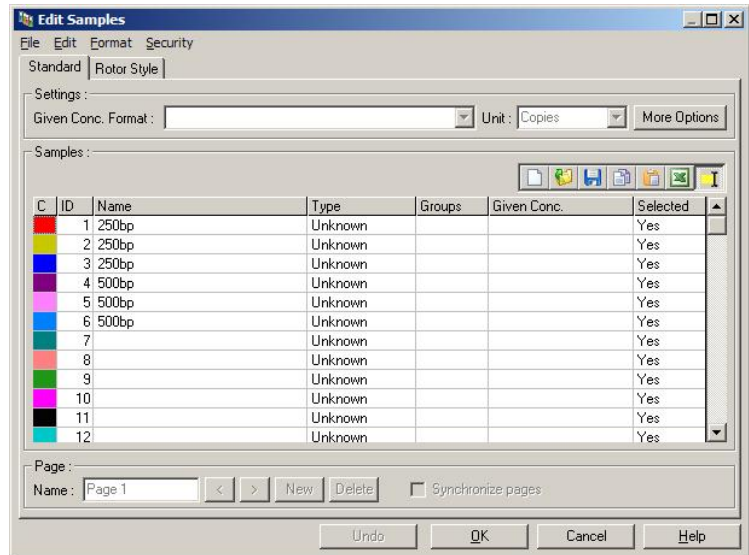 Edit Samples
File Edit Format Security
Standard Rotor Style
Settings :
Given Conc. Format : Unit : Copies More Options
Samples :
C ID Name Type Groups Given Conc. Selected
1 250bp Unknown Yes
2 250bp Unknown Yes
3 250bp Unknown Yes
4 500bp Unknown Yes
5 500bp Unknown Yes
6 500bp Unknown Yes
7 Unknown Yes
8 Unknown Yes
9 Unknown Yes
10 Unknown Yes
11 Unknown Yes
12 Unknown Yes
Page :
Name : Page 1 < > New Delete Synchronize pages
Undo OK Cancel Help